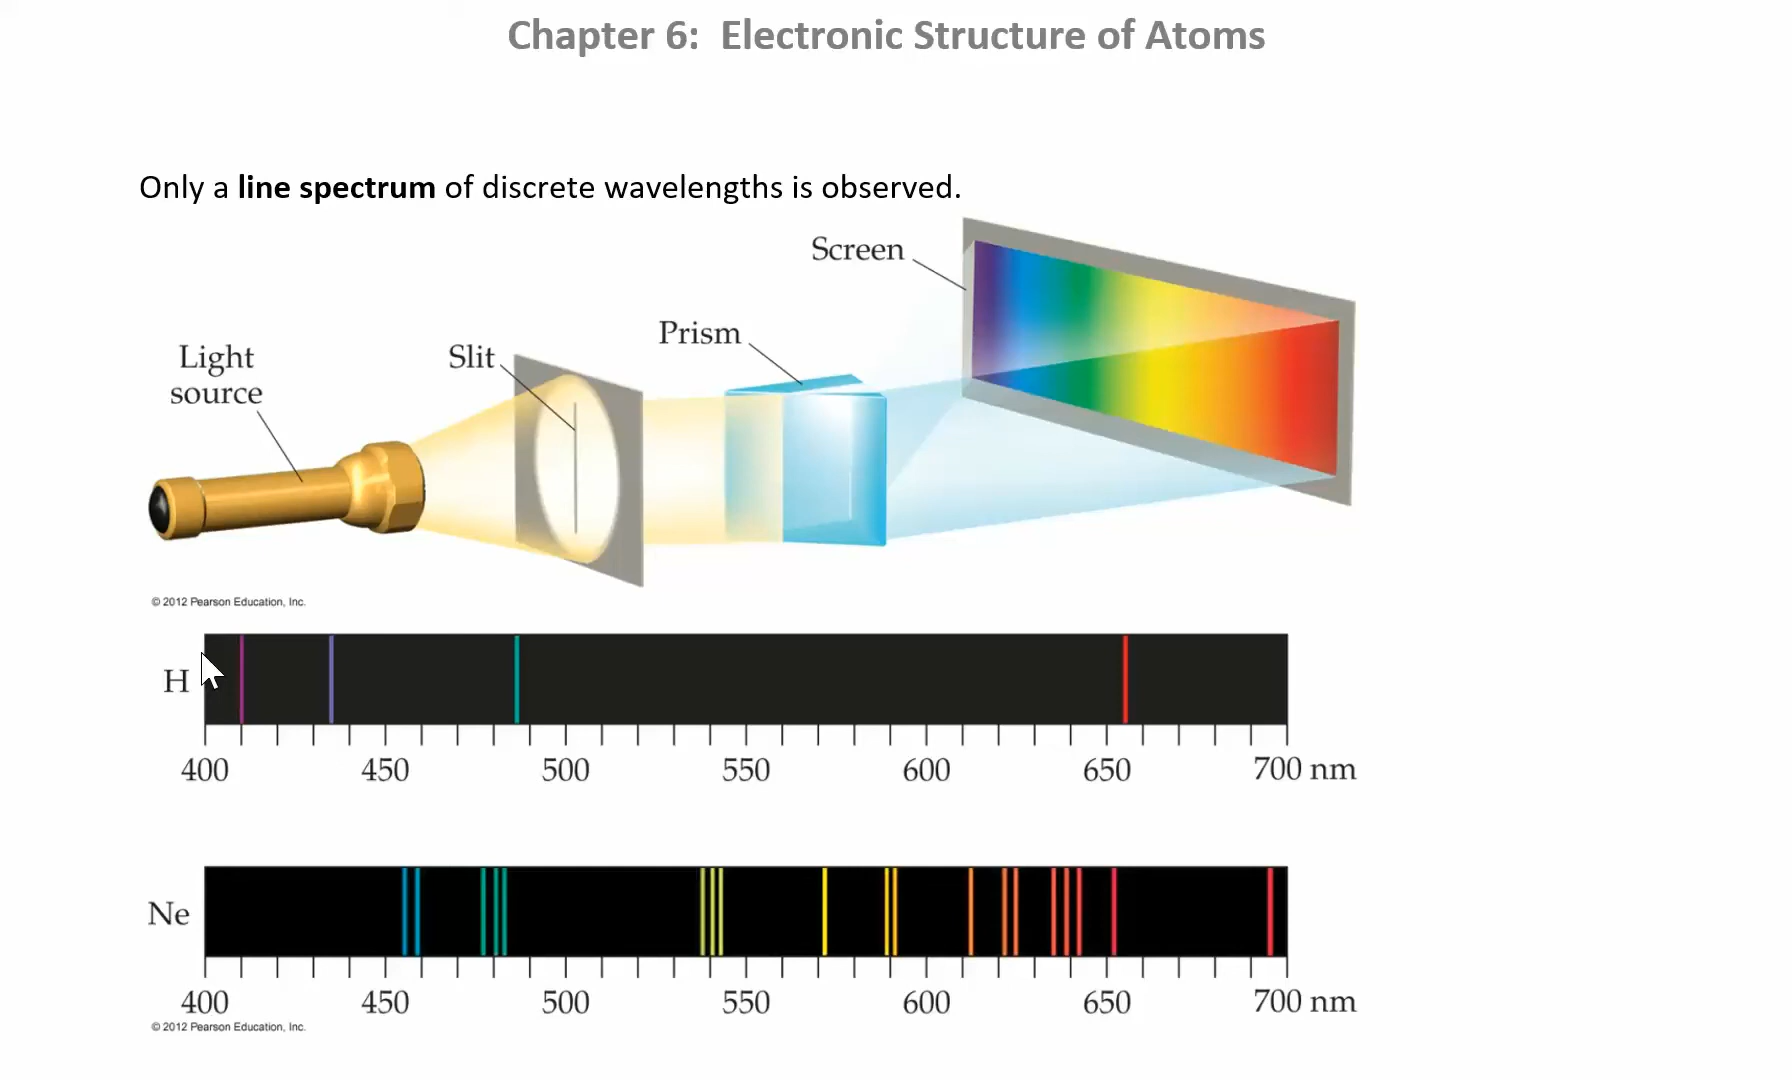 Chapter 6:  Electronic Structure of Atoms
Only a line spectrum of discrete wavelengths is observed.
Screen
Prism
Light
source
Slit
© 2012 Pearson Education, Inc.
H
400 450 500 550 600 650 700 nm
Ne
400 450 500 550 600 650 700 nm
© 2012 Pearson Education, Inc.